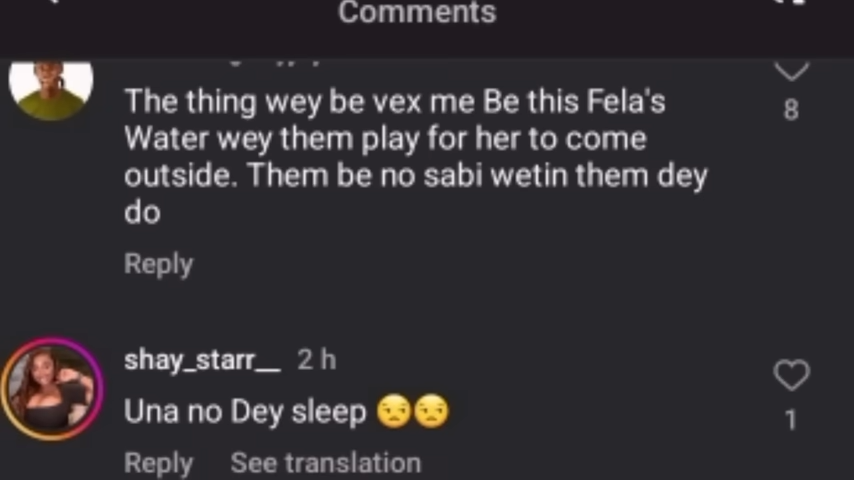 Comments
The thing wey be vex me Be this Fela's
Water wey them play for her to come
outside. Them be no sabi wetin them dey
do
8
Reply
shay_starr__ 2 h
Una no Dey sleep 😒😒
1
Reply See translation